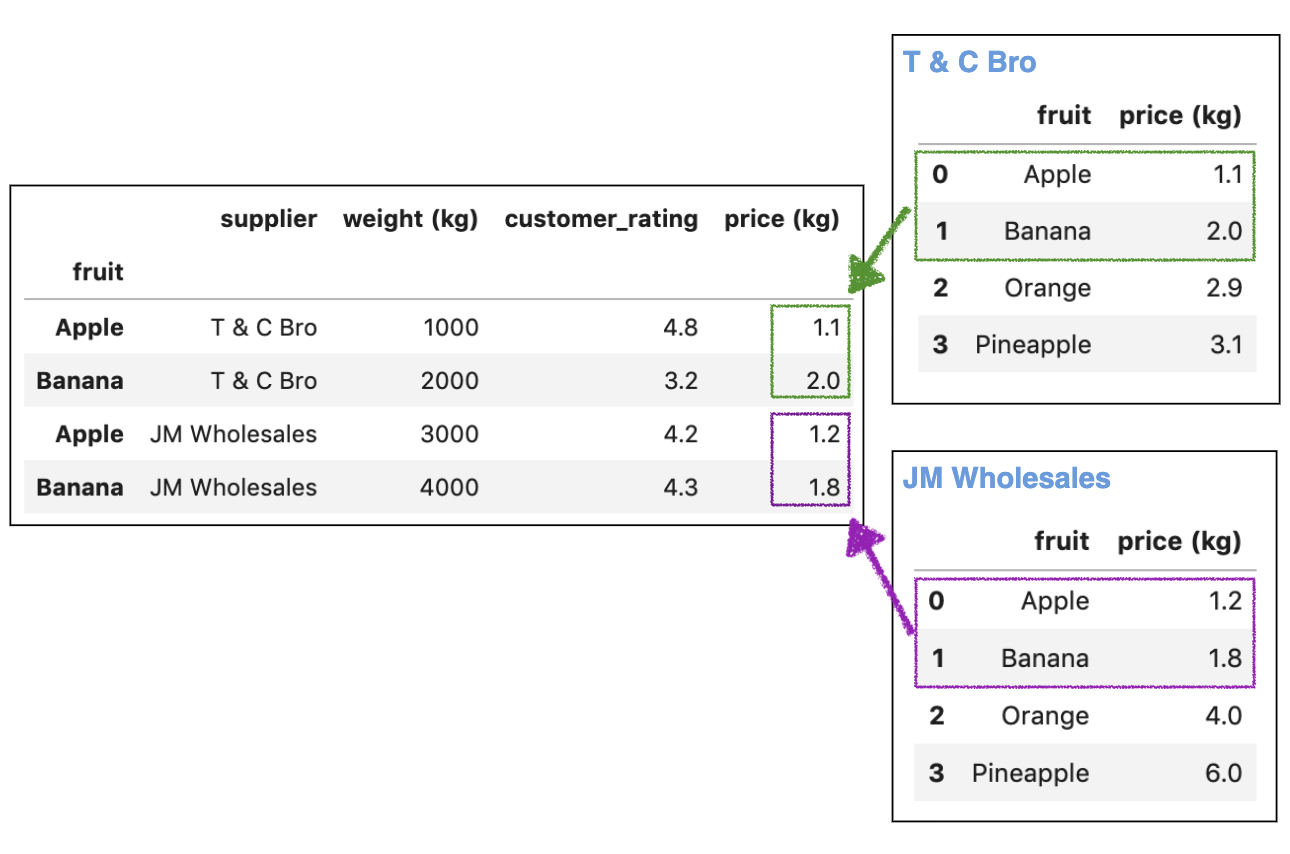 supplier weight (kg) customer_rating price (kg)
fruit
Apple T & C Bro 1000 4.8 1.1
Banana T & C Bro 2000 3.2 2.0
Apple JM Wholesales 3000 4.2 1.2
Banana JM Wholesales 4000 4.3 1.8
T & C Bro
fruit price (kg)
0 Apple 1.1
1 Banana 2.0
2 Orange 2.9
3 Pineapple 3.1
JM Wholesales
fruit price (kg)
0 Apple 1.2
1 Banana 1.8
2 Orange 4.0
3 Pineapple 6.0